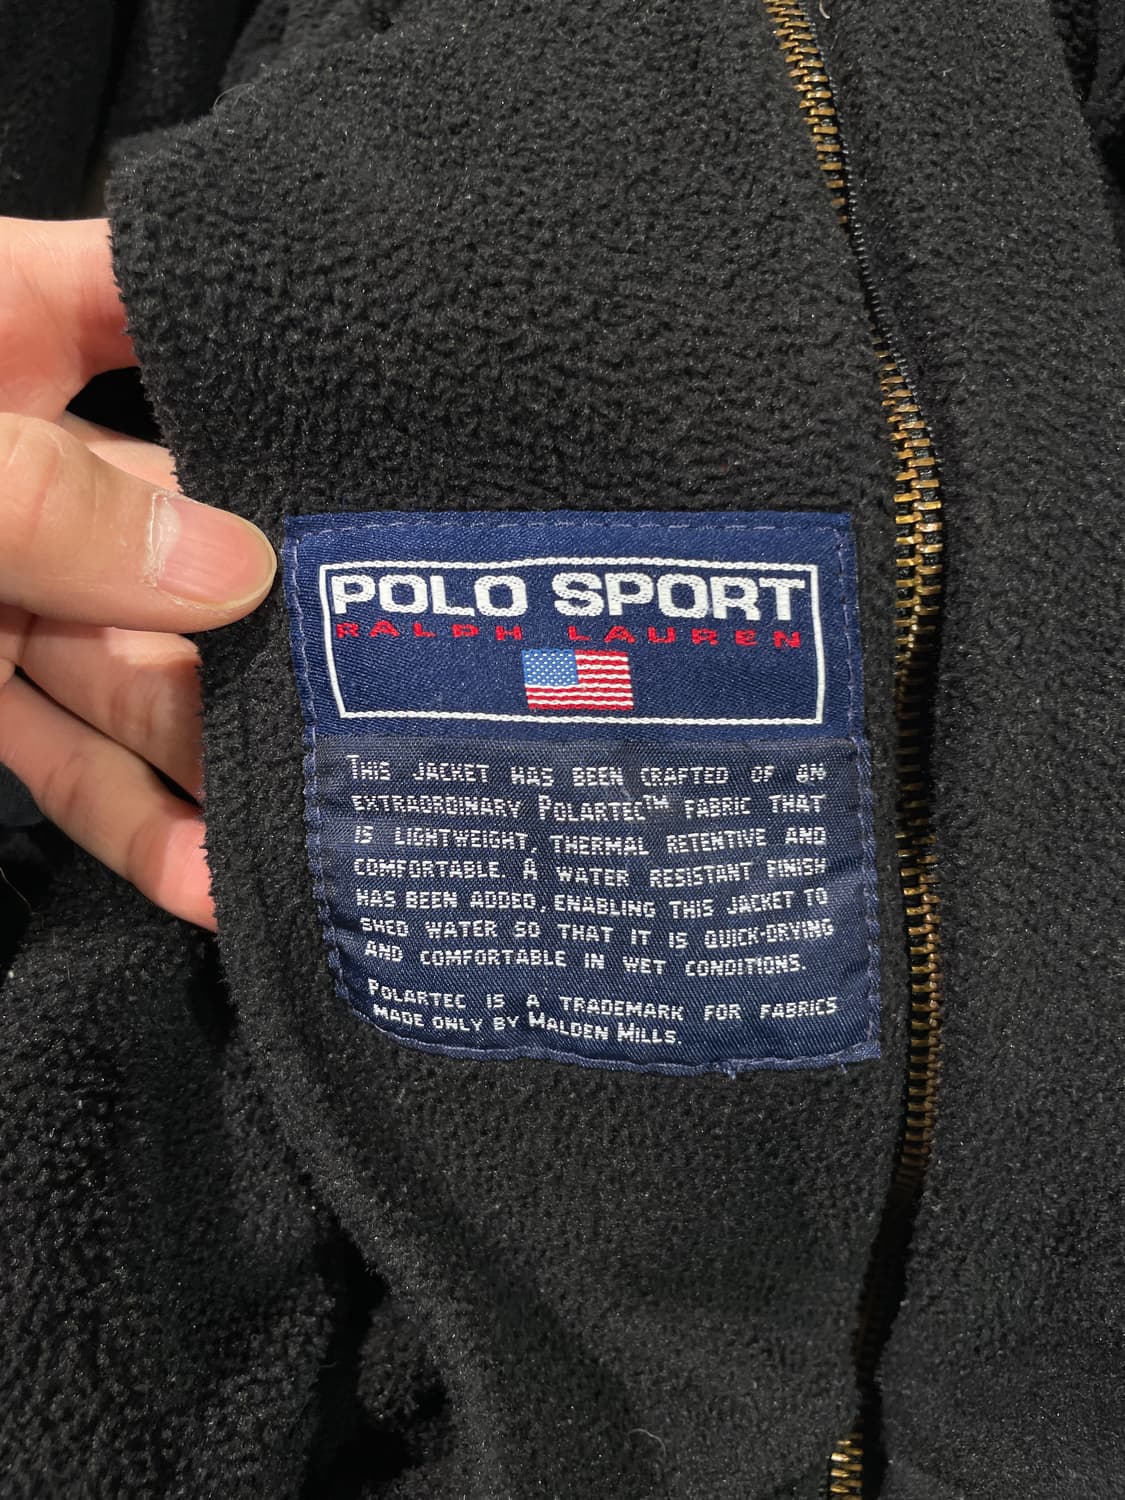 POLO SPORT
RALPH LAUREN
THIS JACKET HAS BEEN CRAFTED OF AN
EXTRAORDINARY POLARTEC™ FABRIC THAT
IS LIGHTWEIGHT, THERMAL RETENTIVE AND
COMFORTABLE. A WATER RESISTANT FINISH
HAS BEEN ADDED, ENABLING THIS JACKET TO
SHED WATER SO THAT IT IS QUICK-DRYING
AND COMFORTABLE IN WET CONDITIONS.
POLARTEC IS A TRADEMARK FOR FABRICS
MADE ONLY BY MALDEN MILLS.